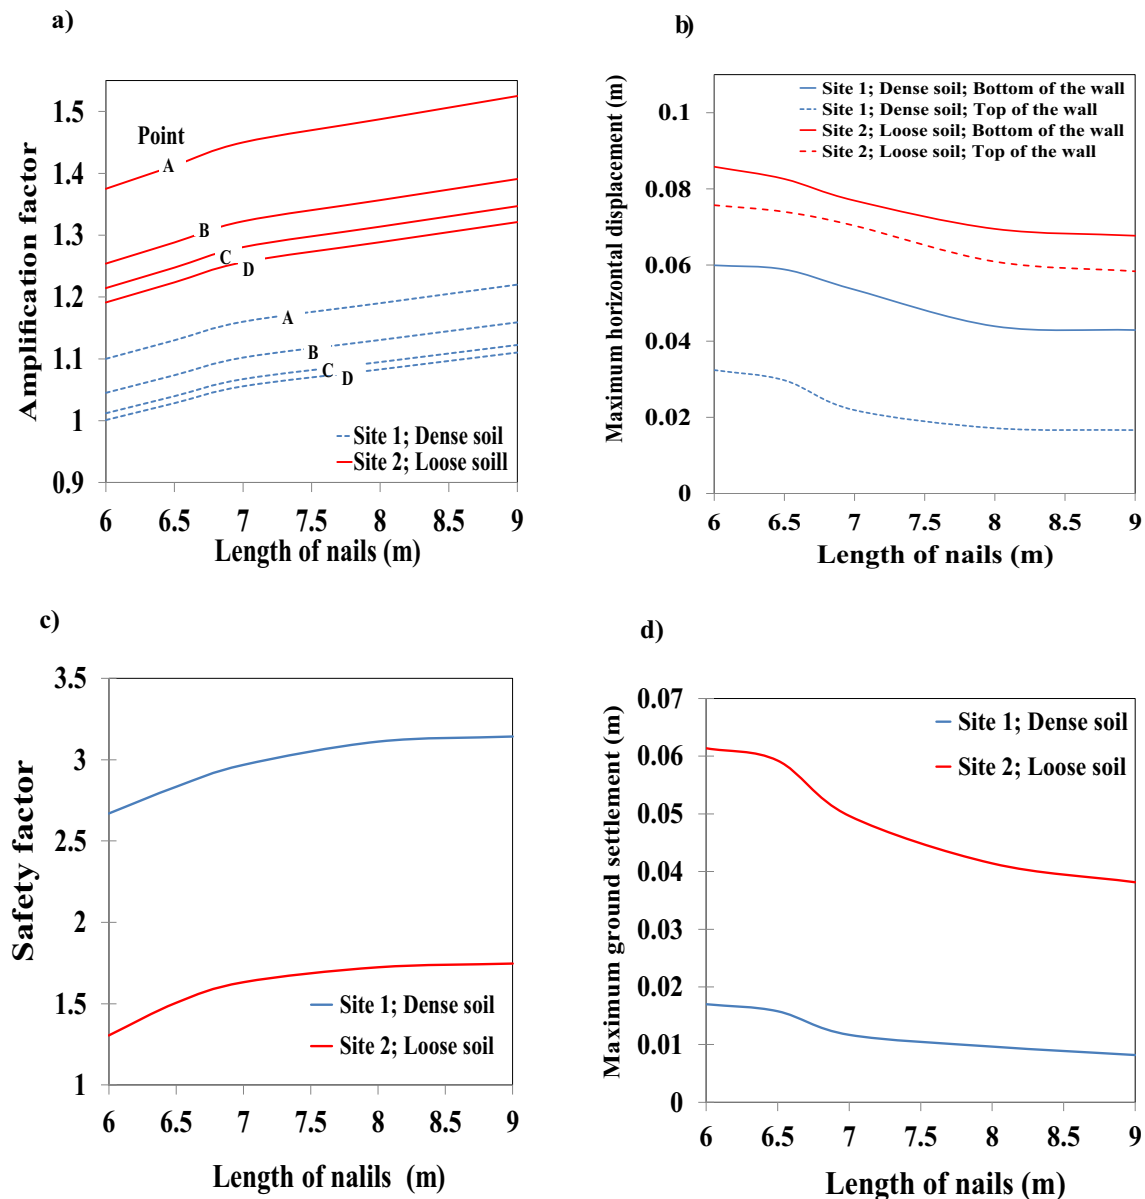 a)
Amplification factor
1.5
1.4
1.3
1.2
1.1
1
0.9
Point
A
B
C
D
A
B
C
D
Site 1; Dense soil
Site 2; Loose soill
6 6.5 7 7.5 8 8.5 9
Length of nails (m)
b)
Maximum horizontal displacement (m)
0.1
0.08
0.06
0.04
0.02
0
Site 1; Dense soil; Bottom of the wall
Site 1; Dense soil; Top of the wall
Site 2; Loose soil; Bottom of the wall
Site 2; Loose soil; Top of the wall
6 6.5 7 7.5 8 8.5 9
Length of nails (m)
c)
Safety factor
3.5
3
2.5
2
1.5
1
Site 1; Dense soil
Site 2; Loose soil
6 6.5 7 7.5 8 8.5 9
Length of nalils (m)
d)
Maximum ground settlement (m)
0.07
0.06
0.05
0.04
0.03
0.02
0.01
0
Site 1; Dense soil
Site 2; Loose soil
6 6.5 7 7.5 8 8.5 9
Length of nails (m)